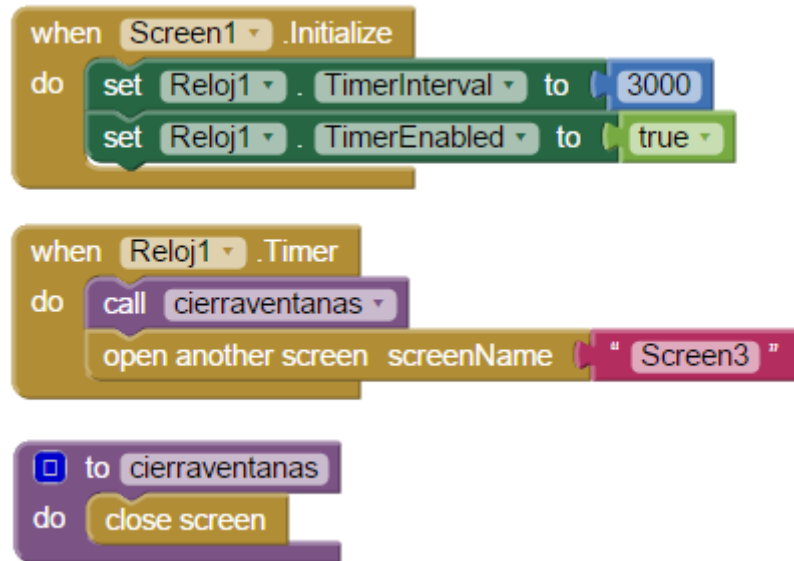 when Screen1 .Initialize
do set Reloj1 . TimerInterval to 3000
set Reloj1 . TimerEnabled to true
when Reloj1 .Timer
do call cierraventanas
open another screen screenName “ Screen3 ”
to cierraventanas
do close screen